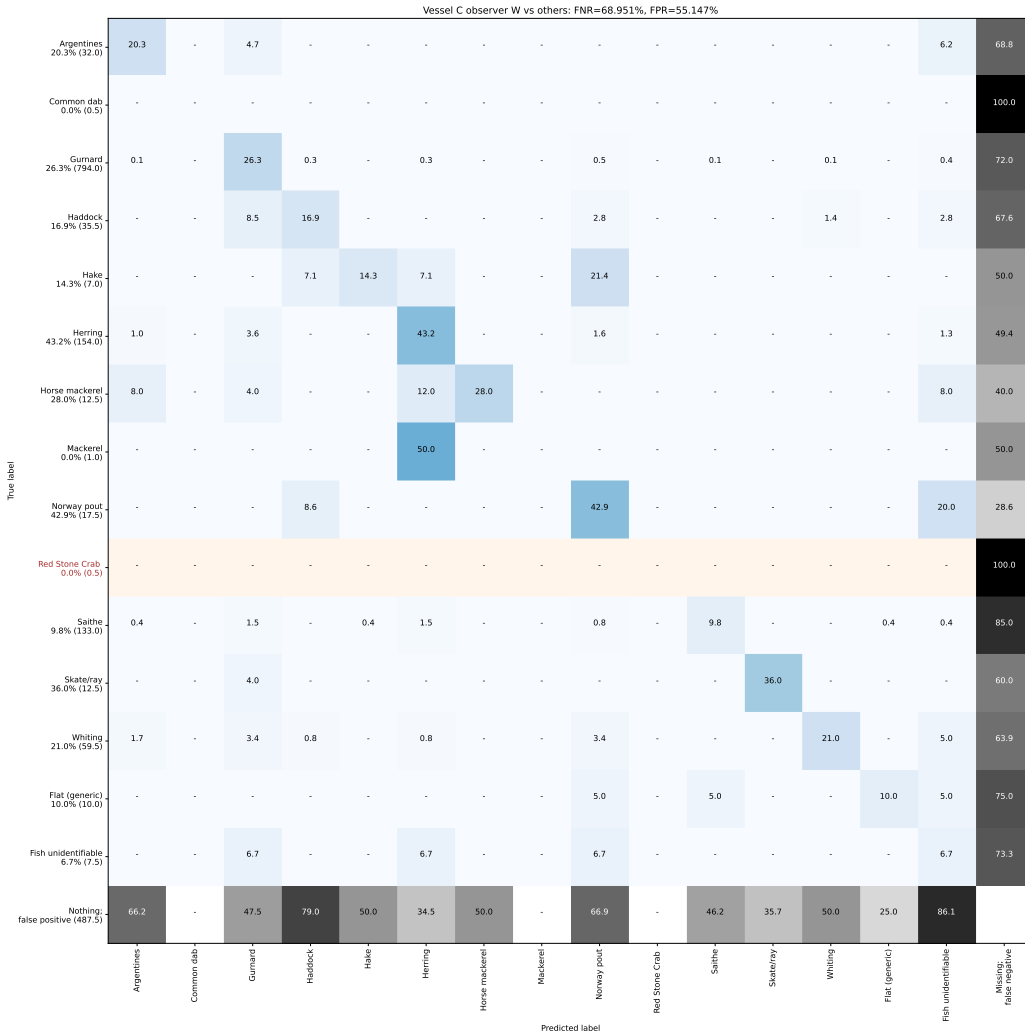 Vessel C observer W vs others: FNR=68.951%, FPR=55.147%
True label
Argentines
20.3% (32.0)
20.3 - 4.7 - - - - - - - - - - - 6.2 68.8
Common dab
0.0% (0.5)
- - - - - - - - - - - - - - - 100.0
Gurnard
26.3% (794.0)
0.1 - 26.3 0.3 - 0.3 - - 0.5 - 0.1 - 0.1 - 0.4 72.0
Haddock
16.9% (35.5)
- - 8.5 16.9 - - - - 2.8 - - - 1.4 - 2.8 67.6
Hake
14.3% (7.0)
- - - 7.1 14.3 7.1 - - 21.4 - - - - - - 50.0
Herring
43.2% (154.0)
1.0 - 3.6 - - 43.2 - - 1.6 - - - - - 1.3 49.4
Horse mackerel
28.0% (12.5)
8.0 - 4.0 - - 12.0 28.0 - - - - - - - 8.0 40.0
Mackerel
0.0% (1.0)
- - - - - 50.0 - - - - - - - - - 50.0
Norway pout
42.9% (17.5)
- - - 8.6 - - - - 42.9 - - - - - 20.0 28.6
Red Stone Crab
0.0% (0.5)
- - - - - - - - - - - - - - - 100.0
Saithe
9.8% (133.0)
0.4 - 1.5 - 0.4 1.5 - - 0.8 - 9.8 - - 0.4 0.4 85.0
Skate/ray
36.0% (12.5)
- - 4.0 - - - - - - - - 36.0 - - - 60.0
Whiting
21.0% (59.5)
1.7 - 3.4 0.8 - 0.8 - - 3.4 - - - 21.0 - 5.0 63.9
Flat (generic)
10.0% (10.0)
- - - - - - - - 5.0 - 5.0 - - 10.0 5.0 75.0
Fish unidentifiable
6.7% (7.5)
- - 6.7 - - 6.7 - - 6.7 - - - - - 6.7 73.3
Nothing:
false positive (487.5)
66.2 - 47.5 79.0 50.0 34.5 50.0 - 66.9 - 46.2 35.7 50.0 25.0 86.1
Argentines
Common dab
Gurnard
Haddock
Hake
Herring
Horse mackerel
Mackerel
Norway pout
Red Stone Crab
Saithe
Skate/ray
Whiting
Flat (generic)
Fish unidentifiable
Missing:
false negative
Predicted label